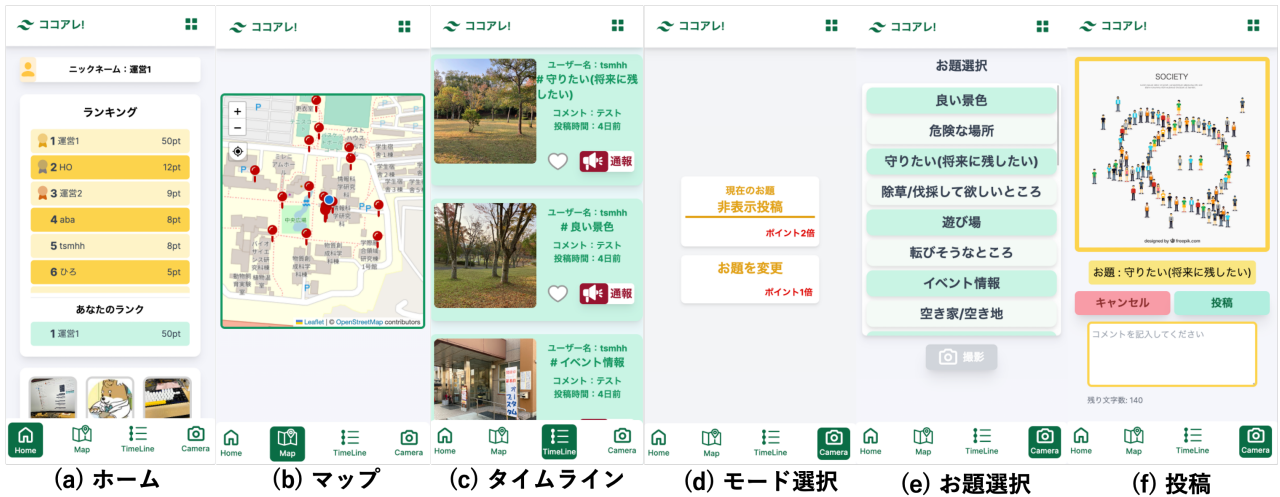 ココアレ!
ニックネーム：運営1
ランキング
1 運営1 50pt
2 HO 12pt
3 運営2 9pt
4 aba 8pt
5 tsmhh 8pt
6 ひろ 5pt
あなたのランク
1 運営1 50pt
Home
Map
TimeLine
Camera
(a) ホーム
ココアレ!
+
−
P
P
P
P
中央広場
Leaflet | © OpenStreetMap contributors
Home
Map
TimeLine
Camera
(b) マップ
ココアレ!
ユーザー名：tsmhh
# 守りたい(将来に残
したい)
コメント：テスト
投稿時間：4日前
通報
ユーザー名：tsmhh
# 良い景色
コメント：テスト
投稿時間：4日前
通報
ユーザー名：tsmhh
# イベント情報
コメント：テスト
投稿時間：4日前
Home
Map
TimeLine
Camera
(c) タイムライン
ココアレ!
現在のお題
非表示投稿
ポイント2倍
お題を変更
ポイント1倍
Home
Map
TimeLine
Camera
(d) モード選択
ココアレ!
お題選択
良い景色
危険な場所
守りたい(将来に残したい)
除草/伐採して欲しいところ
遊び場
転びそうなところ
イベント情報
空き家/空き地
撮影
Home
Map
TimeLine
Camera
(e) お題選択
ココアレ!
SOCIETY
designed by freepik.com
お題 : 守りたい(将来に残したい)
キャンセル
投稿
コメントを記入してください
残り文字数: 140
Home
Map
TimeLine
Camera
(f) 投稿